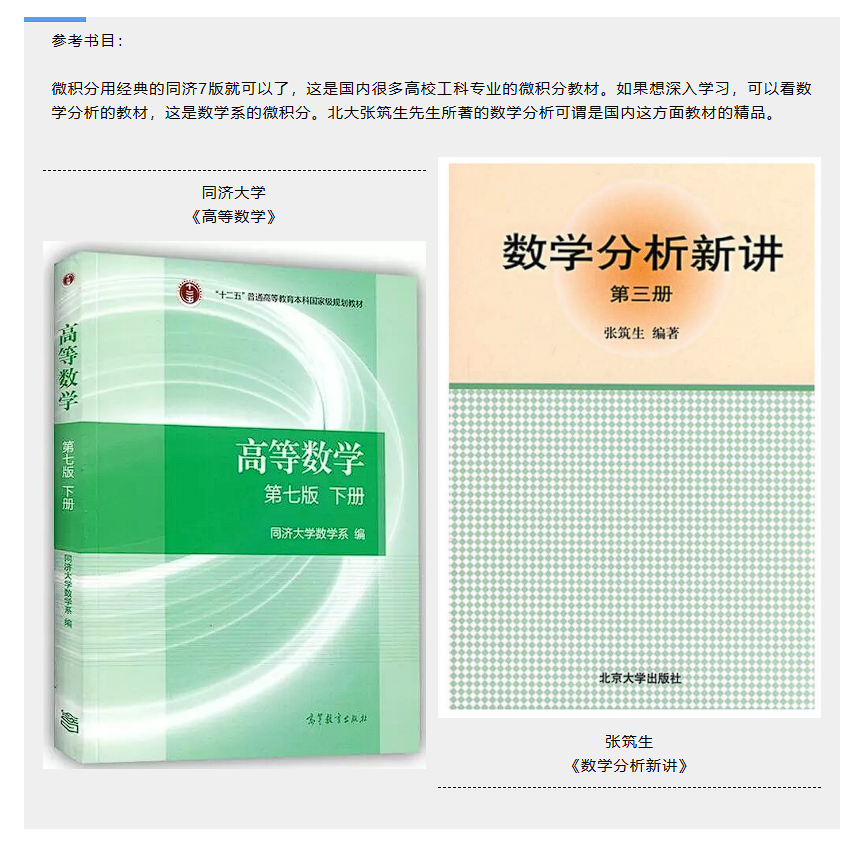 参考书目：
微积分用经典的同济7版就可以了，这是国内很多高校工科专业的微积分教材。如果想深入学习，可以看数
学分析的教材，这是数学系的微积分。北大张筑生先生所著的数学分析可谓是国内这方面教材的精品。
同济大学
《高等数学》
“十二五”普通高等教育本科国家级规划教材
高等数学
第七版 下册
同济大学数学系 编
高等数学
第七版 下册
同济大学数学系 编
高等教育出版社
数学分析新讲
第三册
张筑生 编著
北京大学出版社
张筑生
《数学分析新讲》